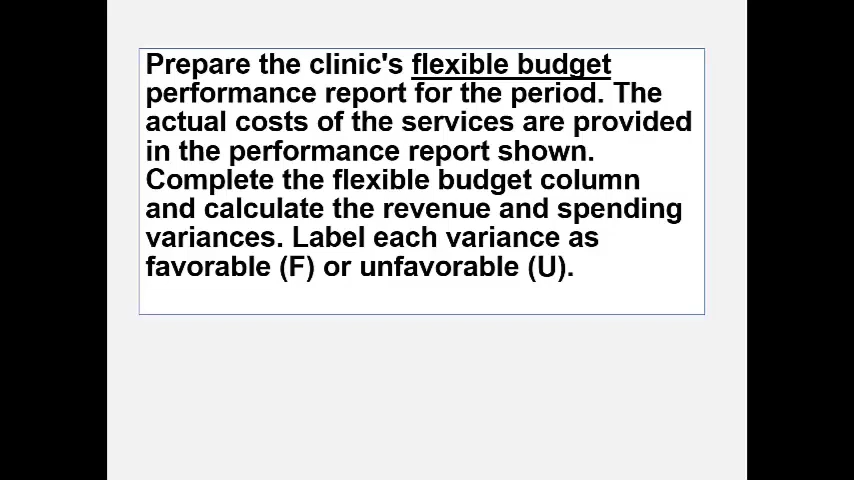 Prepare the clinic's flexible budget
performance report for the period. The
actual costs of the services are provided
in the performance report shown.
Complete the flexible budget column
and calculate the revenue and spending
variances. Label each variance as
favorable (F) or unfavorable (U).